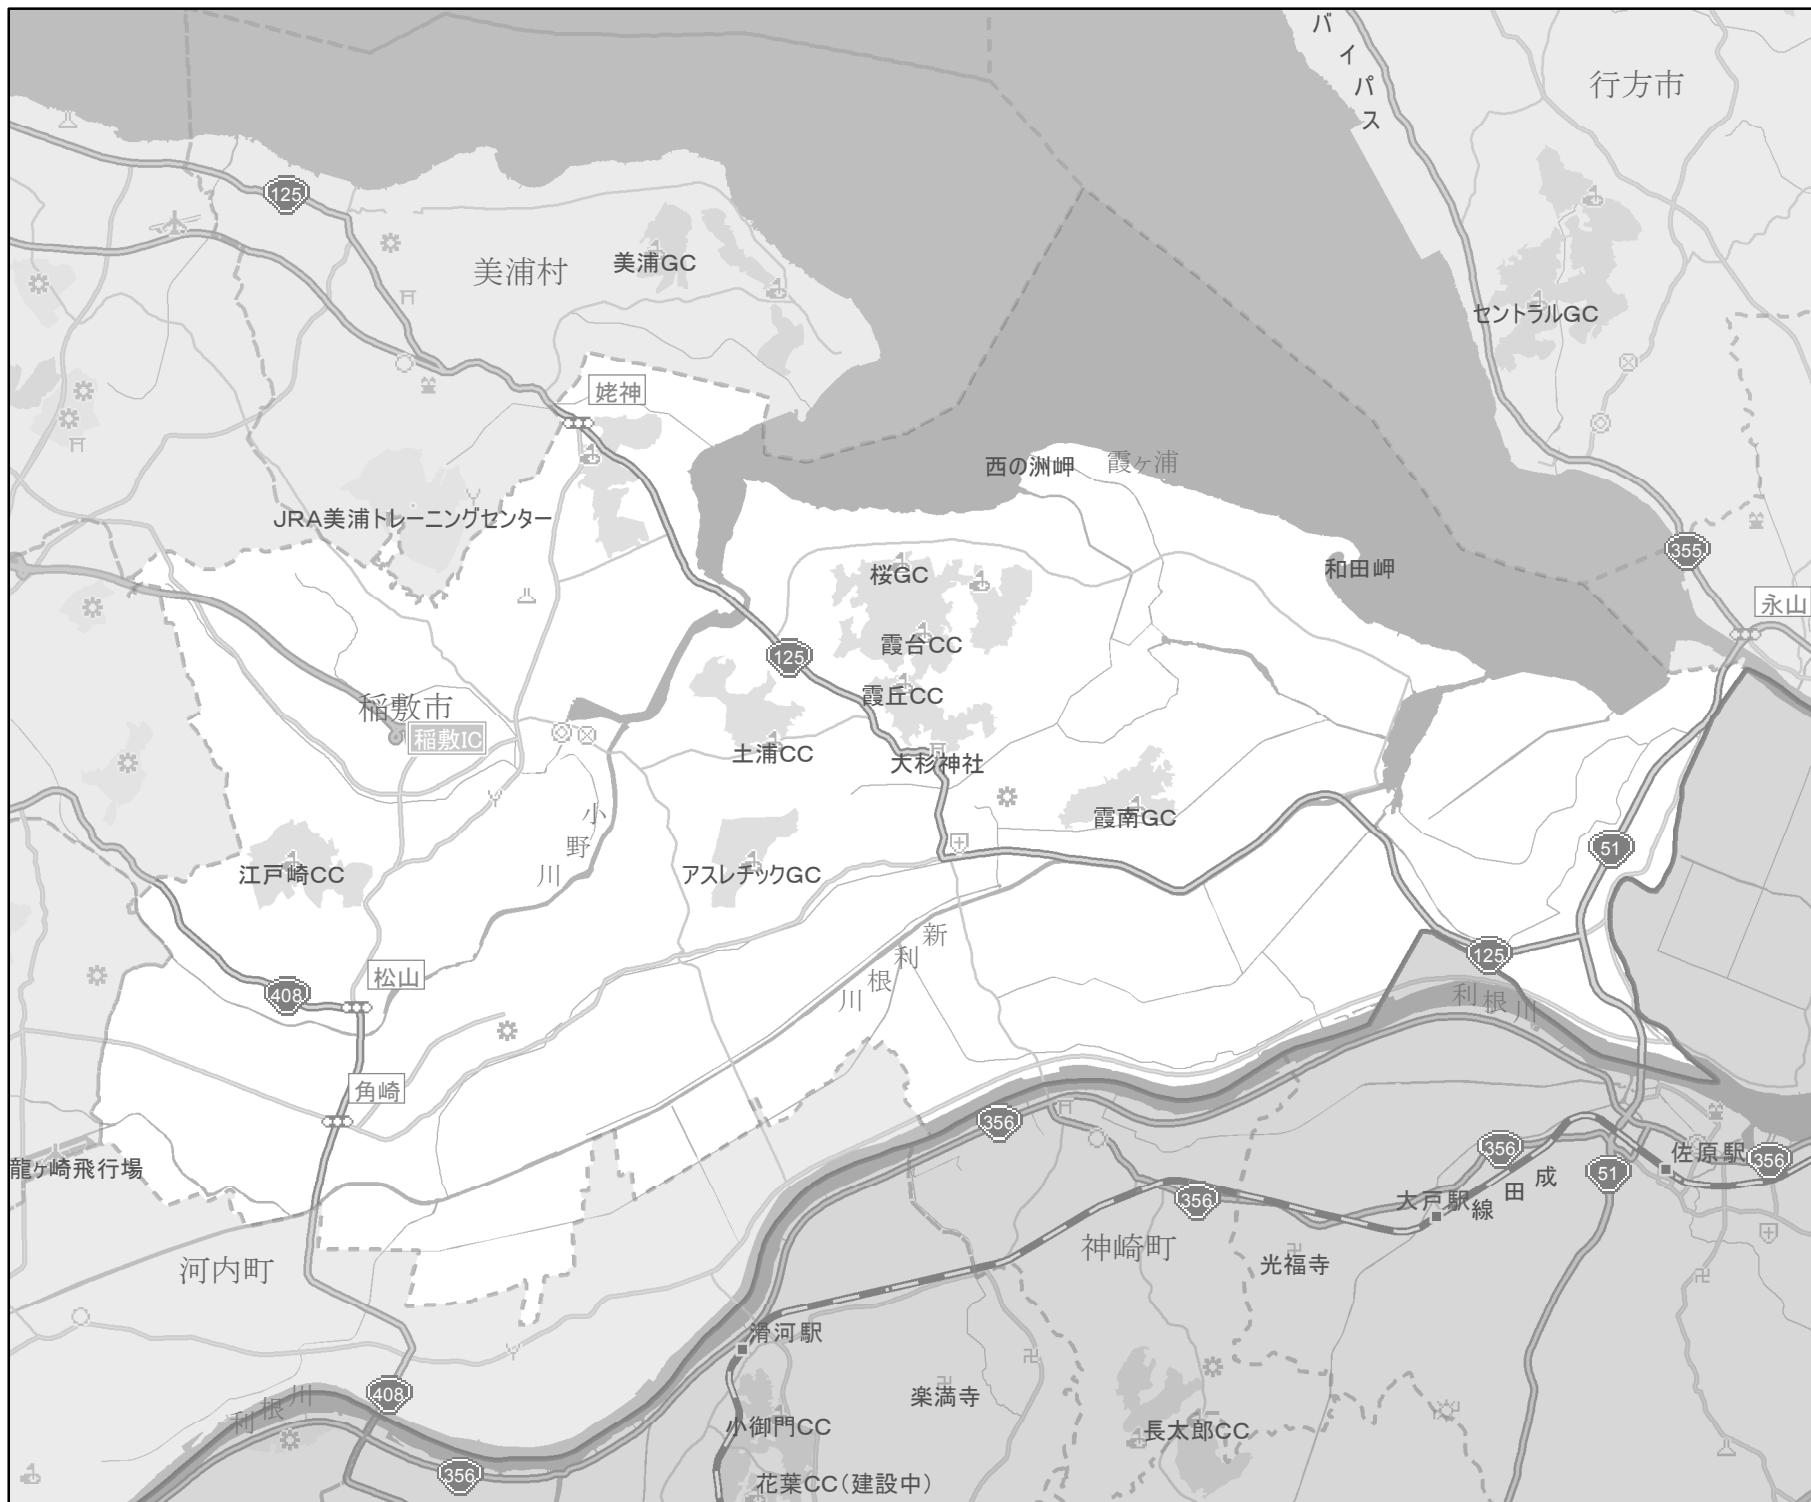 バイパス
行方市
125
美浦村
美浦GC
セントラルGC
姥神
西の洲岬
霞ヶ浦
JRA美浦トレーニングセンター
355
和田岬
桜GC
永山
霞台CC
125
霞丘CC
稲敷市
稲敷IC
土浦CC
大杉神社
小野川
霞南GC
51
江戸崎CC
アスレチックGC
新利根川
125
松山
408
利根川
角崎
356
龍ヶ崎飛行場
356
佐原駅
356
51
成田線
大戸駅
356
神崎町
光福寺
河内町
滑河駅
408
楽満寺
利根川
小御門CC
長太郎CC
356
花葉CC(建設中)